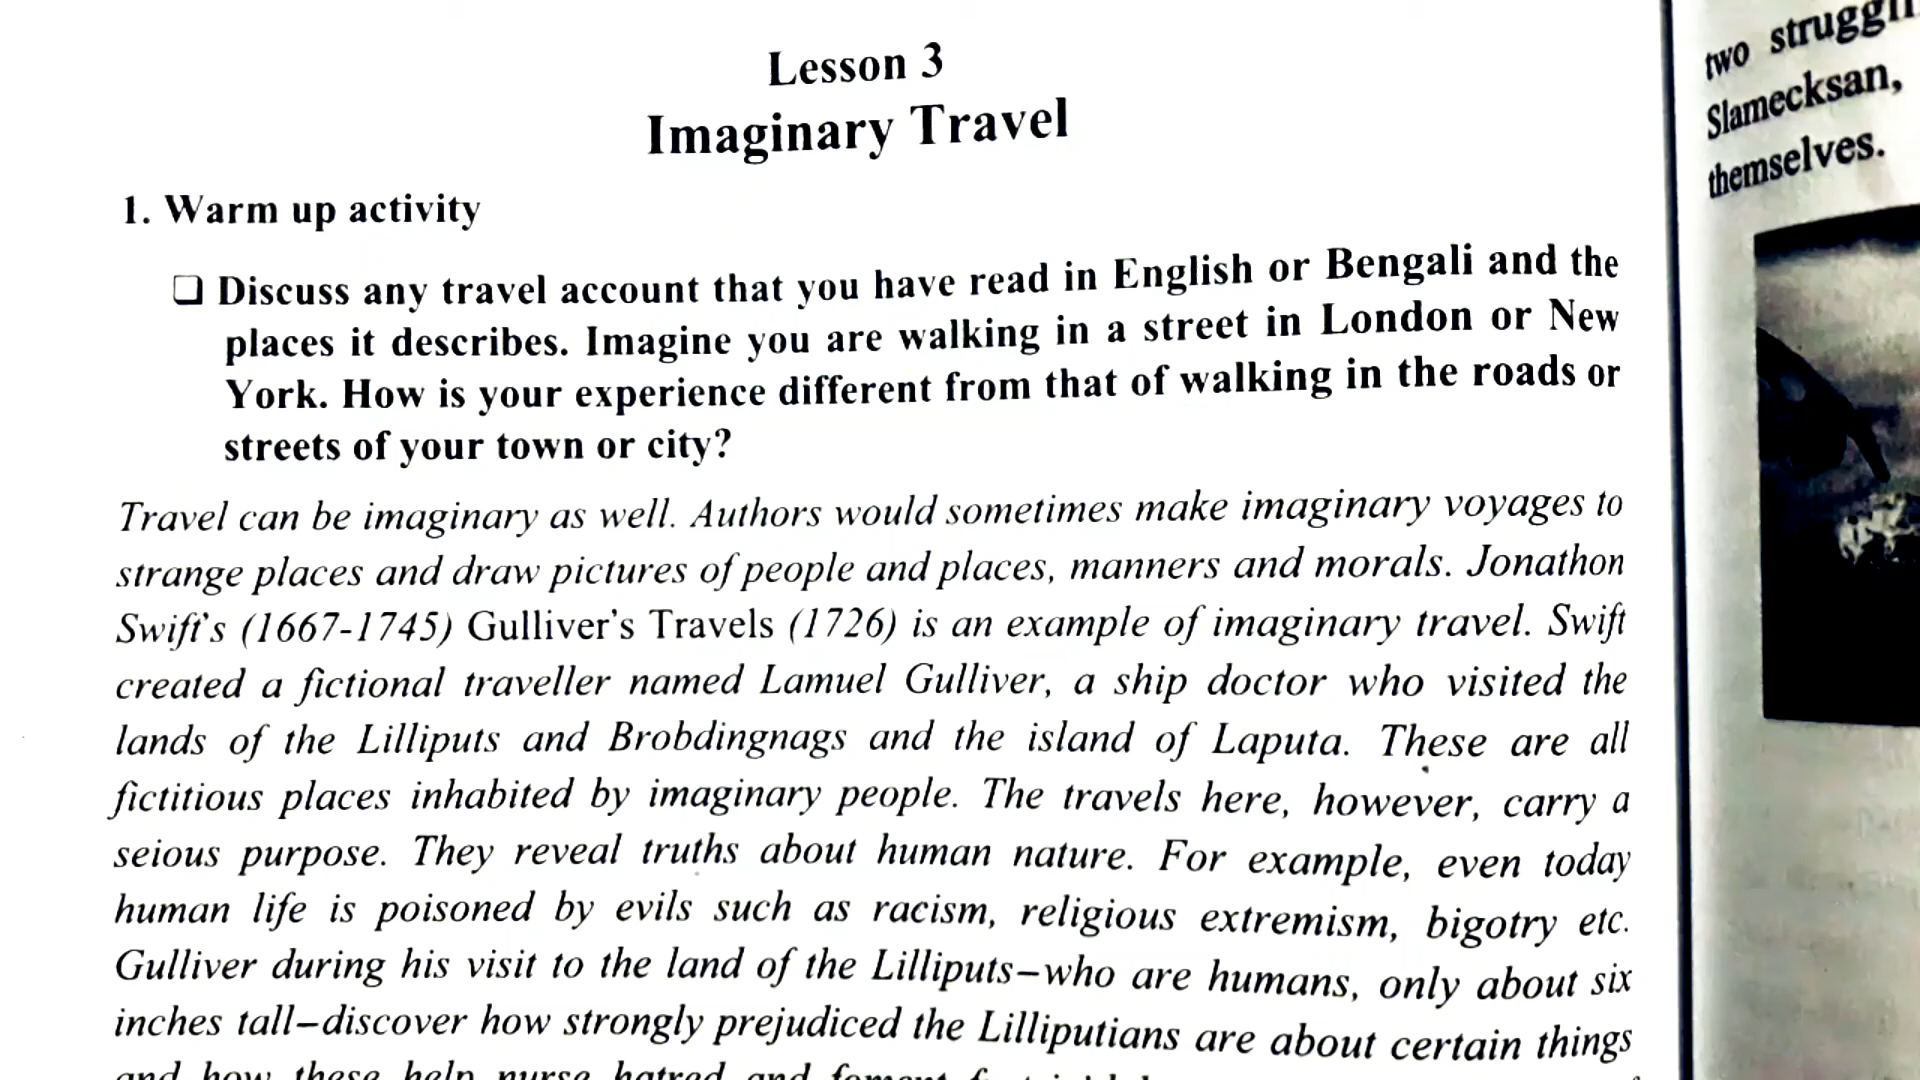 Lesson 3
Imaginary Travel
1. Warm up activity
❑ Discuss any travel account that you have read in English or Bengali and the
places it describes. Imagine you are walking in a street in London or New
York. How is your experience different from that of walking in the roads or
streets of your town or city?
Travel can be imaginary as well. Authors would sometimes make imaginary voyages to
strange places and draw pictures of people and places, manners and morals. Jonathon
Swift's (1667-1745) Gulliver's Travels (1726) is an example of imaginary travel. Swift
created a fictional traveller named Lamuel Gulliver, a ship doctor who visited the
lands of the Lilliputs and Brobdingnags and the island of Laputa. These are all
fictitious places inhabited by imaginary people. The travels here, however, carry a
seious purpose. They reveal truths about human nature. For example, even today
human life is poisoned by evils such as racism, religious extremism, bigotry etc.
Gulliver during his visit to the land of the Lilliputs–who are humans, only about six
inches tall–discover how strongly prejudiced the Lilliputians are about certain things
and how these help nurse hatred and foment
two
Slamecksan,
themselves.